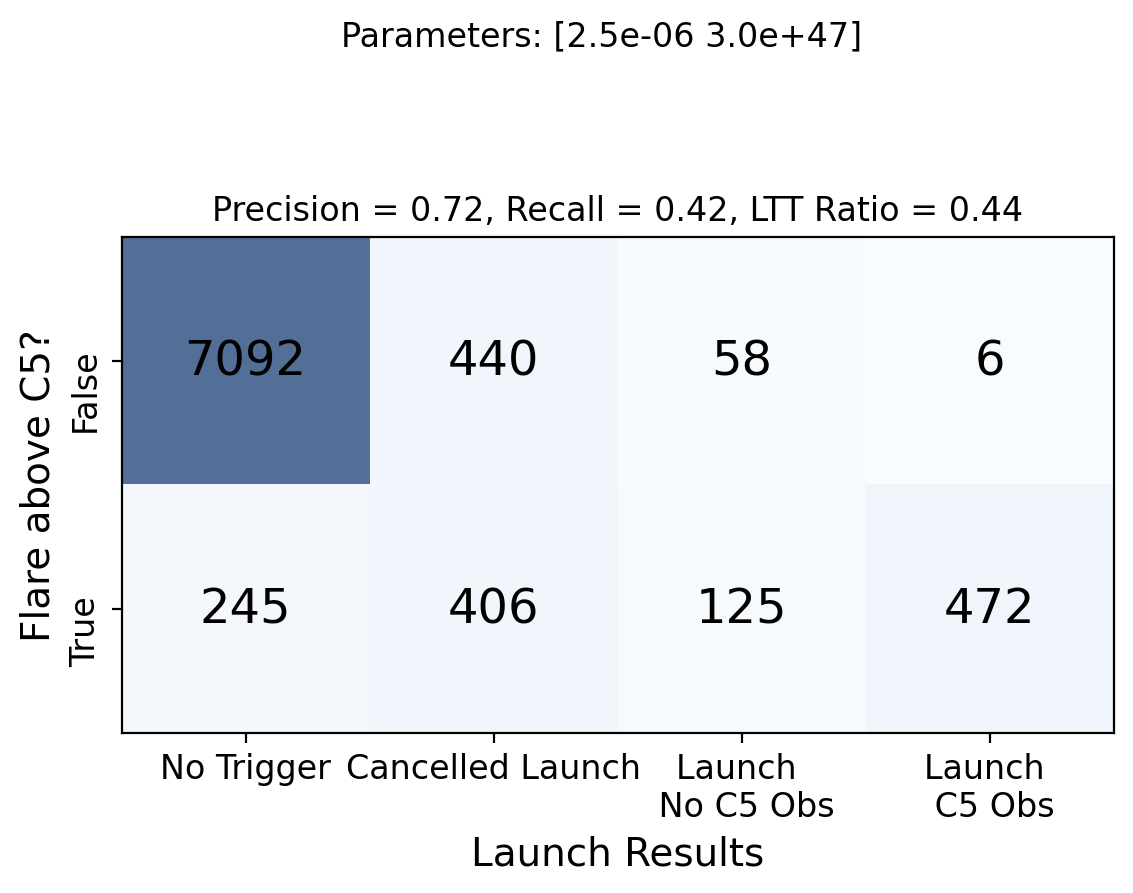 Parameters: [2.5e-06 3.0e+47]
Precision = 0.72, Recall = 0.42, LTT Ratio = 0.44
Flare above C5?
False
7092 440 58 6
True
245 406 125 472
No Trigger Cancelled Launch Launch Launch
No C5 Obs C5 Obs
Launch Results